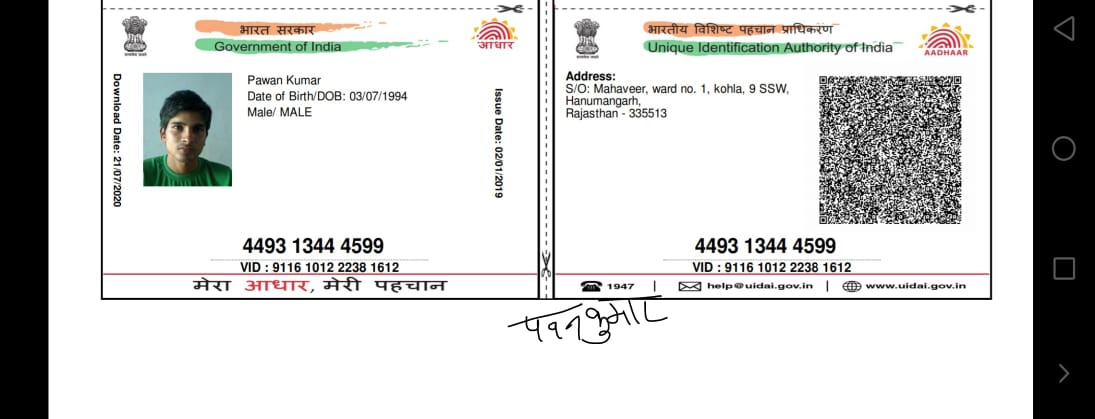 भारत सरकार
Government of India
आधार
Download Date: 21/07/2020
Pawan Kumar
Date of Birth/DOB: 03/07/1994
Male/ MALE
Issue Date: 02/01/2019
4493 1344 4599
VID : 9116 1012 2238 1612
मेरा आधार, मेरी पहचान
भारतीय विशिष्ट पहचान प्राधिकरण
Unique Identification Authority of India
AADHAAR
Address:
S/O: Mahaveer, ward no. 1, kohla, 9 SSW,
Hanumangarh,
Rajasthan - 335513
4493 1344 4599
VID : 9116 1012 2238 1612
1947 | help@uidai.gov.in | www.uidai.gov.in
पवन कुमार